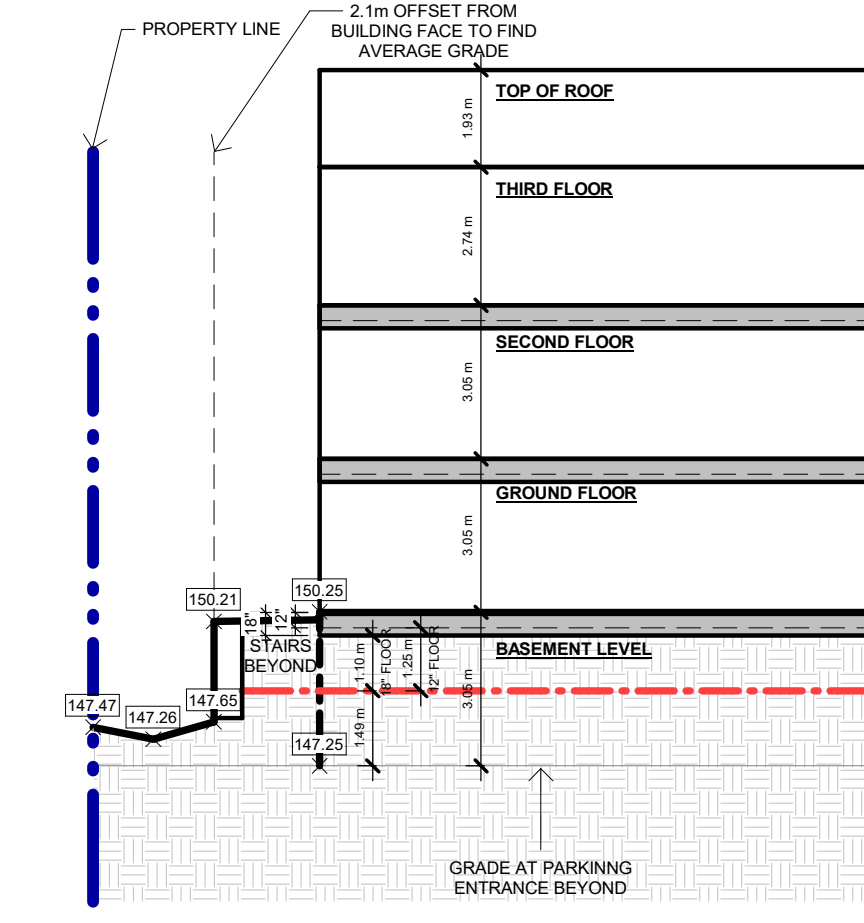 2.1m OFFSET FROM
BUILDING FACE TO FIND
AVERAGE GRADE
PROPERTY LINE
TOP OF ROOF
1.93 m
THIRD FLOOR
2.74 m
SECOND FLOOR
3.05 m
GROUND FLOOR
3.05 m
150.25
150.21
18"
12"
STAIRS
BEYOND
BASEMENT LEVEL
1.10 m
18" FLOOR
1.25 m
12" FLOOR
3.05 m
147.47
147.26
147.65
147.25
1.49 m
GRADE AT PARKINNG
ENTRANCE BEYOND